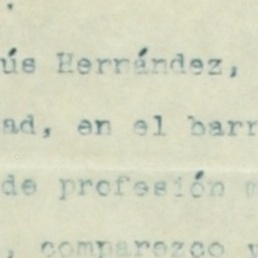 ús Hernández,
ad, en el barr
de profesión m
, comparezco y